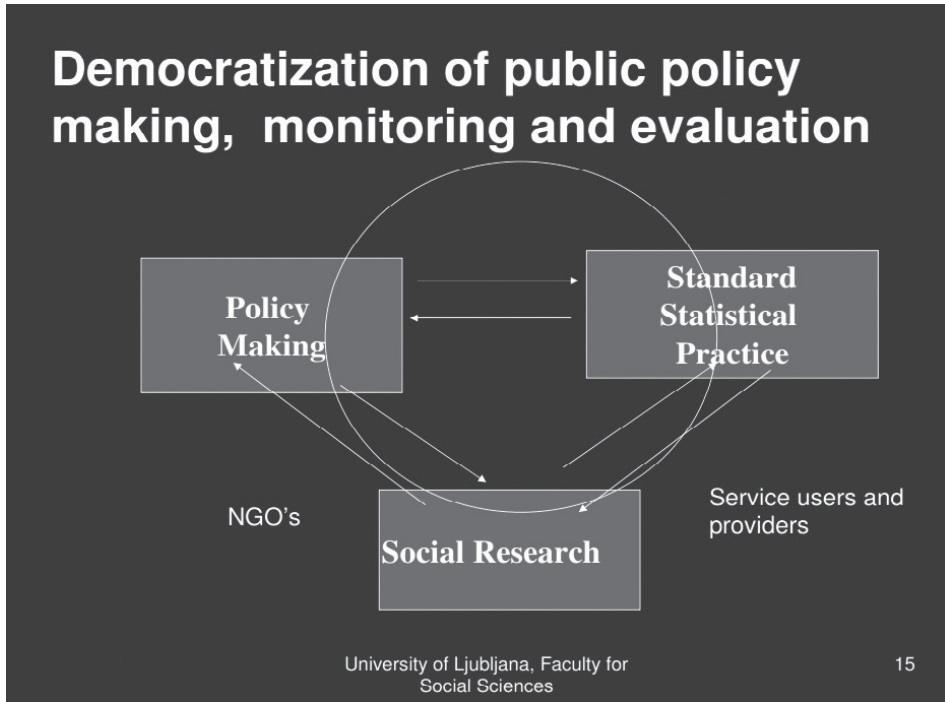 Democratization of public policy
making, monitoring and evaluation
Policy
Making
Standard
Statistical
Practice
NGO's
Service users and
providers
Social Research
University of Ljubljana, Faculty for
Social Sciences
15